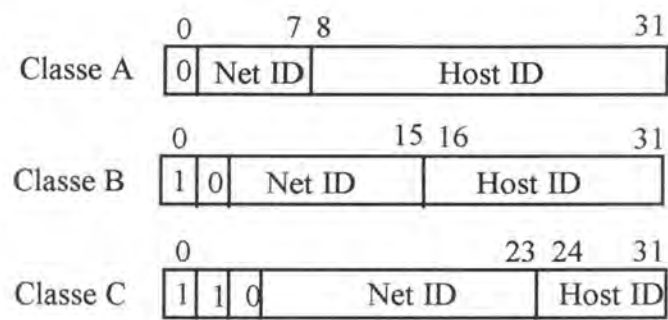 0 7 8 31
Classe A 0 Net ID Host ID
0 15 16 31
Classe B 1 0 Net ID Host ID
0 23 24 31
Classe C 1 1 0 Net ID Host ID